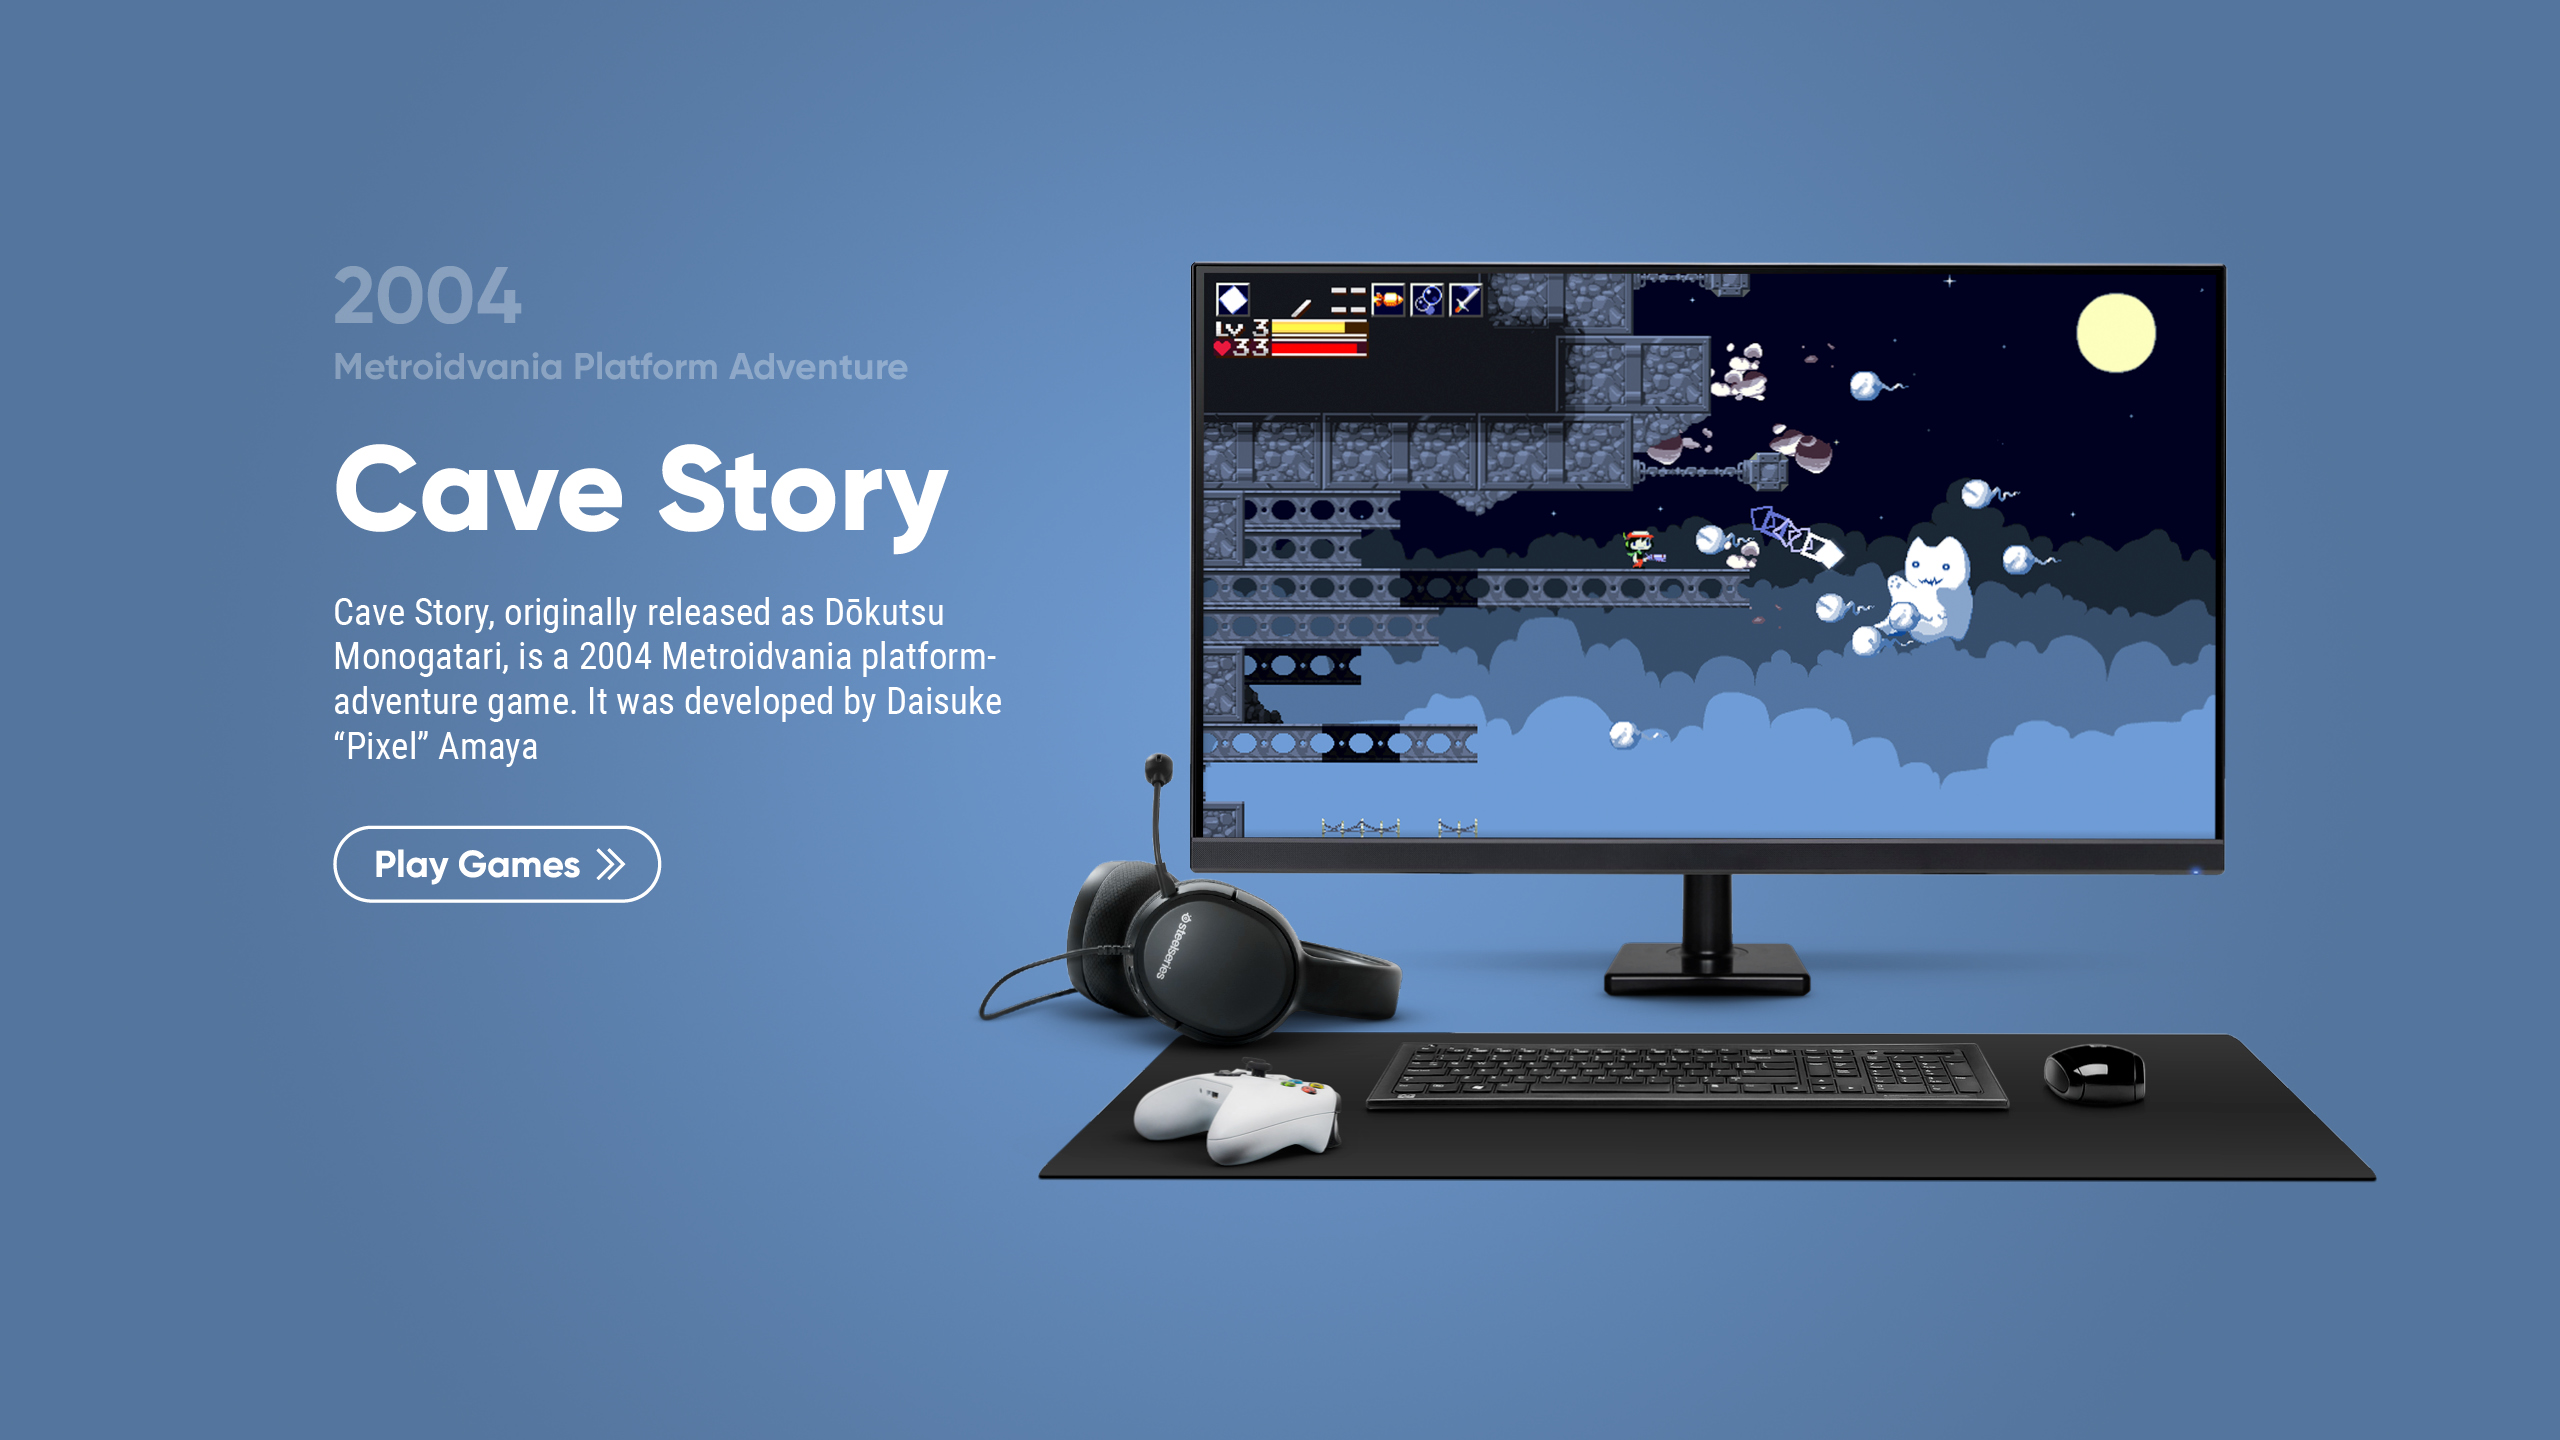 2004
Metroidvania Platform Adventure
Cave Story
Cave Story, originally released as Dōkutsu
Monogatari, is a 2004 Metroidvania platform-
adventure game. It was developed by Daisuke
“Pixel” Amaya
Play Games
Lv 3
33
steelseries